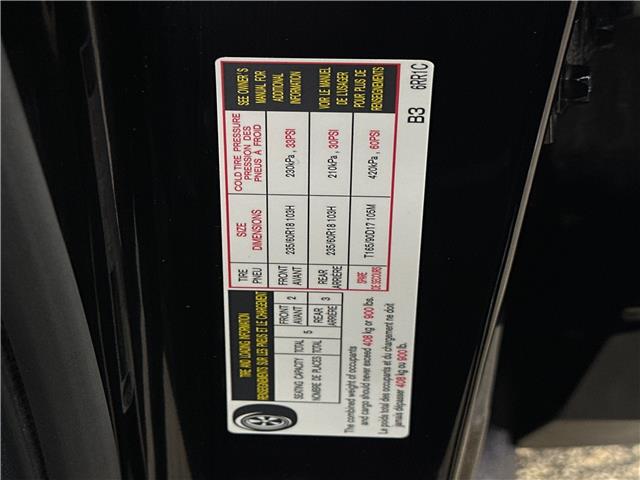 TIRE AND LOADING INFORMATION
RENSEIGNEMENTS SUR LES PNEUS ET LE CHARGEMENT
SEATING CAPACITY TOTAL 5 FRONT AVANT 2 REAR ARRIÈRE 3
NOMBRE DE PLACES TOTAL
The combined weight of occupants
and cargo should never exceed 408 kg or 900 lbs.
Le poids total des occupants et du chargement ne doit
jamais dépasser 408 kg ou 900 lb.
TIRE PNEU
SIZE DIMENSIONS
COLD TIRE PRESSURE
PRESSION DES
PNEUS À FROID
SEE OWNER'S
MANUAL FOR
ADDITIONAL
INFORMATION
FRONT AVANT 235/60R18 103H 230kPa , 33PSI
REAR ARRIÈRE 235/60R18 103H 210kPa , 30PSI
VOIR LE MANUEL
DE L'USAGER
POUR PLUS DE
RENSEIGNEMENTS
SPARE DE SECOURS T165/90D17 105M 420kPa , 60PSI
B3 6RR1C